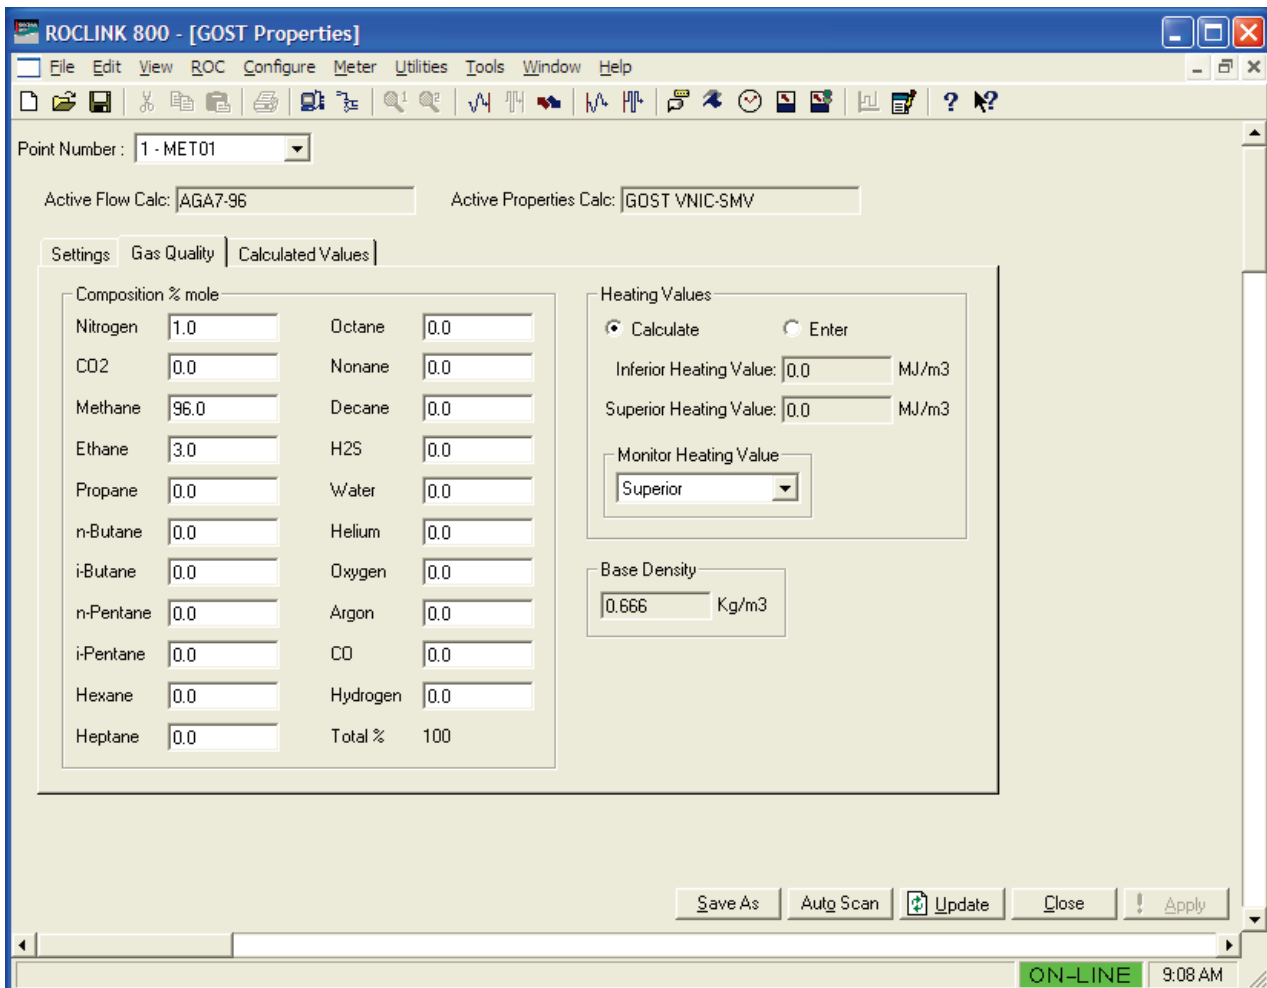 ROCLINK 800 - [GOST Properties]
File Edit View ROC Configure Meter Utilities Tools Window Help
Point Number : 1 - MET01
Active Flow Calc: AGA7-96 Active Properties Calc: GOST VNIC-SMV
Settings Gas Quality Calculated Values
Composition % mole
Nitrogen 1.0 Octane 0.0
CO2 0.0 Nonane 0.0
Methane 96.0 Decane 0.0
Ethane 3.0 H2S 0.0
Propane 0.0 Water 0.0
n-Butane 0.0 Helium 0.0
i-Butane 0.0 Oxygen 0.0
n-Pentane 0.0 Argon 0.0
i-Pentane 0.0 CO 0.0
Hexane 0.0 Hydrogen 0.0
Heptane 0.0 Total % 100
Heating Values
Calculate Enter
Inferior Heating Value: 0.0 MJ/m3
Superior Heating Value: 0.0 MJ/m3
Monitor Heating Value
Superior
Base Density
0.666 Kg/m3
Save As Auto Scan Update Close ! Apply
ON-LINE 9:08 AM